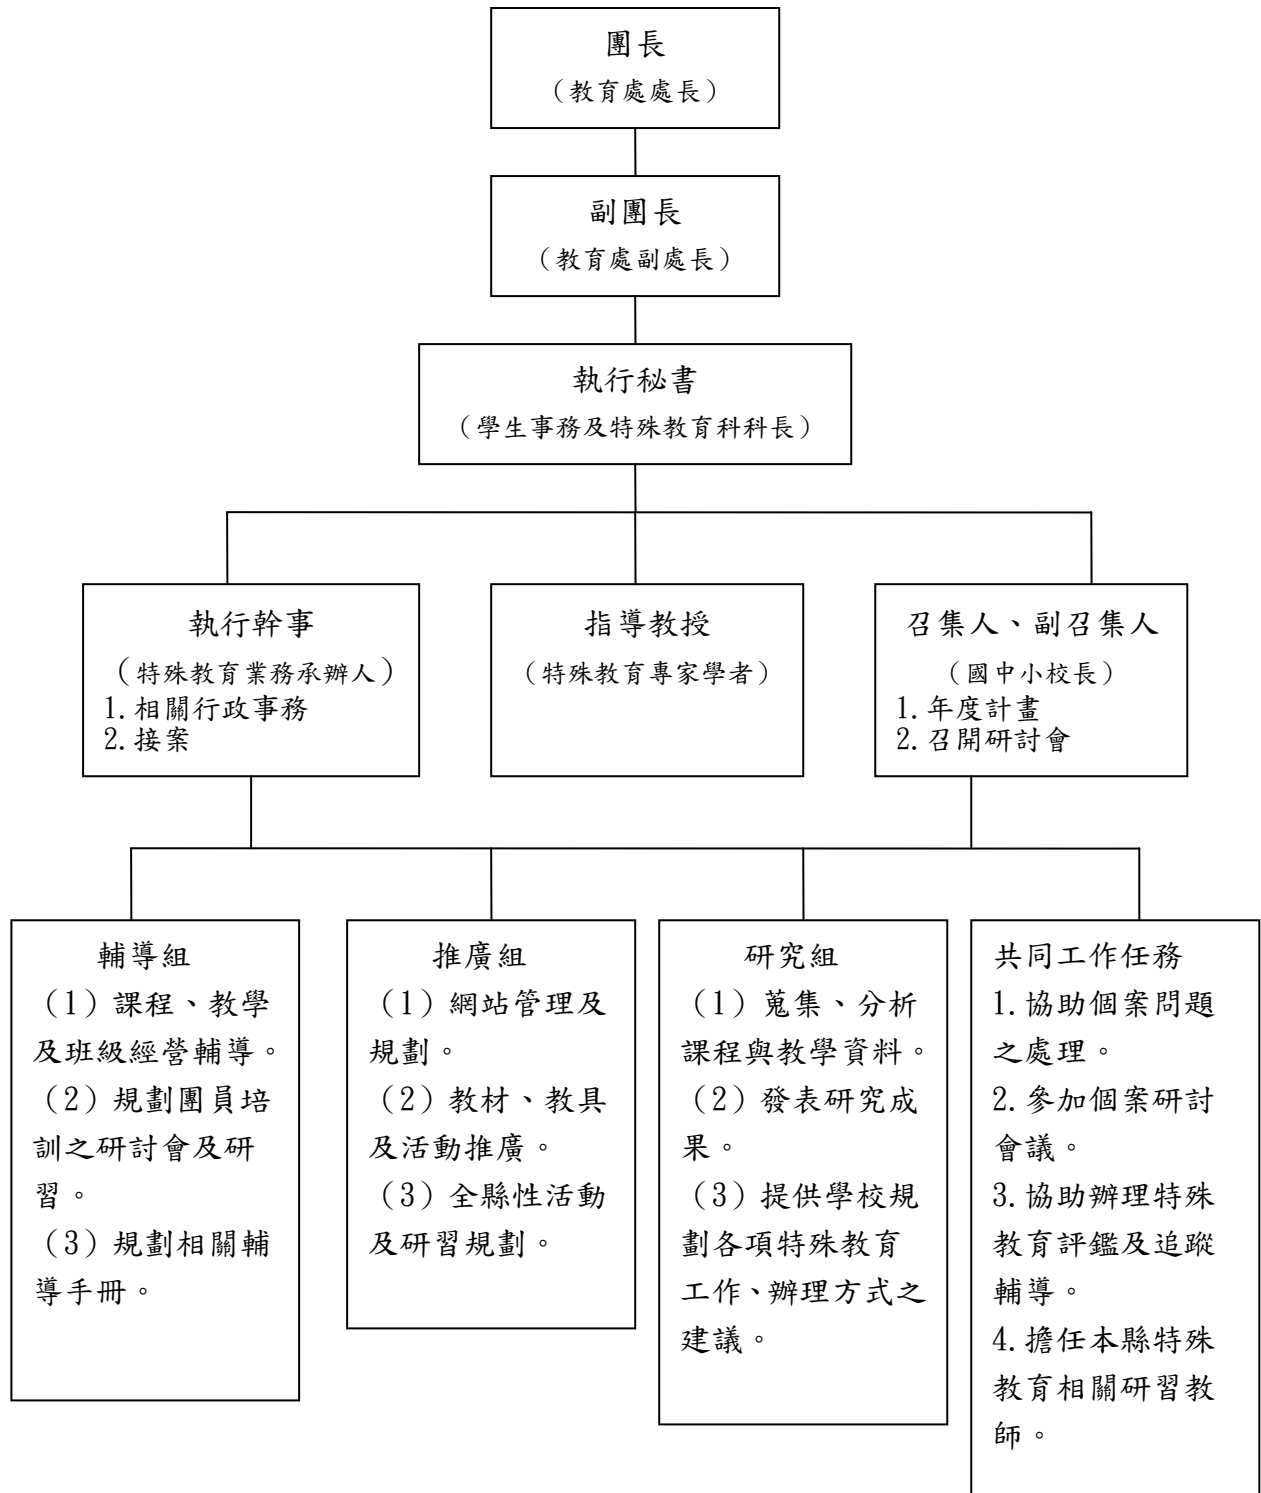 團長
（教育處處長）
副團長
（教育處副處長）
執行秘書
（學生事務及特殊教育科科長）
執行幹事
（特殊教育業務承辦人）
1.相關行政事務
2.接案
指導教授
（特殊教育專家學者）
召集人、副召集人
（國中小校長）
1.年度計畫
2.召開研討會
輔導組
（1）課程、教學
及班級經營輔導。
（2）規劃團員培
訓之研討會及研
習。
（3）規劃相關輔
導手冊。
推廣組
（1）網站管理及
規劃。
（2）教材、教具
及活動推廣。
（3）全縣性活動
及研習規劃。
研究組
（1）蒐集、分析
課程與教學資料。
（2）發表研究成
果。
（3）提供學校規
劃各項特殊教育
工作、辦理方式之
建議。
共同工作任務
1.協助個案問題
之處理。
2.參加個案研討
會議。
3.協助辦理特殊
教育評鑑及追蹤
輔導。
4.擔任本縣特殊
教育相關研習教
師。